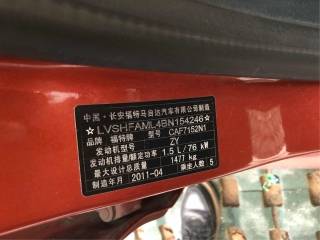 中国·长安福特马自达汽车有限公司制造
☆LVSHFAML4BN154246☆
品牌 福特牌 型号 CAF7152N1
发动机型号 ZY
发动机排量/额定功率 1.5 L/76 kW
最大设计总质量 1477 kg
制造年月 2011-04 乘坐人数 5